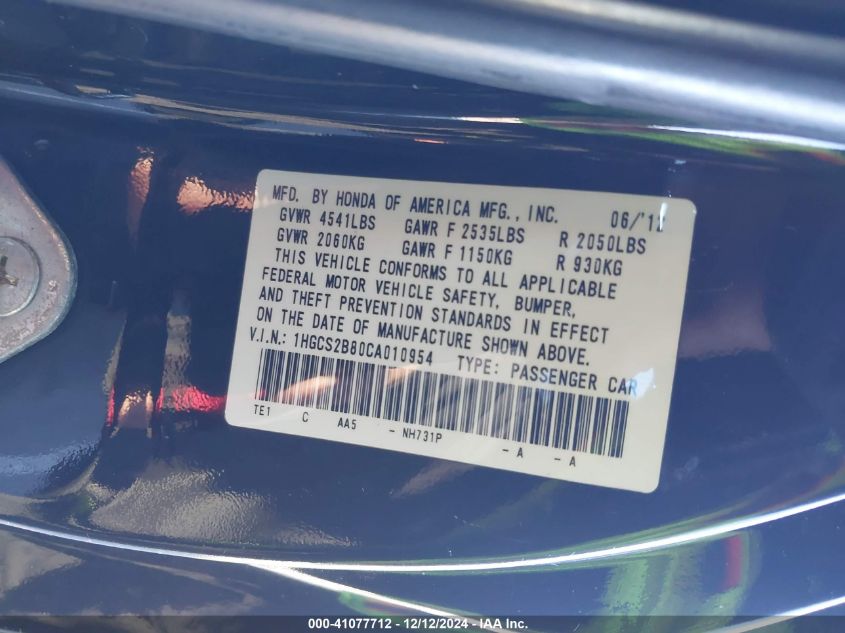 MFD. BY HONDA OF AMERICA MFG., INC. 06/'12
GVWR 4541LBS GAWR F 2535LBS R 2050LBS
GVWR 2060KG GAWR F 1150KG R 930KG
THIS VEHICLE CONFORMS TO ALL APPLICABLE
FEDERAL MOTOR VEHICLE SAFETY, BUMPER,
AND THEFT PREVENTION STANDARDS IN EFFECT
ON THE DATE OF MANUFACTURE SHOWN ABOVE.
V.I.N.: 1HGCS2B80CA010954 TYPE: PASSENGER CAR
TE1 C AA5 - NH731P - A - A
000-41077712 - 12/12/2024 - IAA Inc.